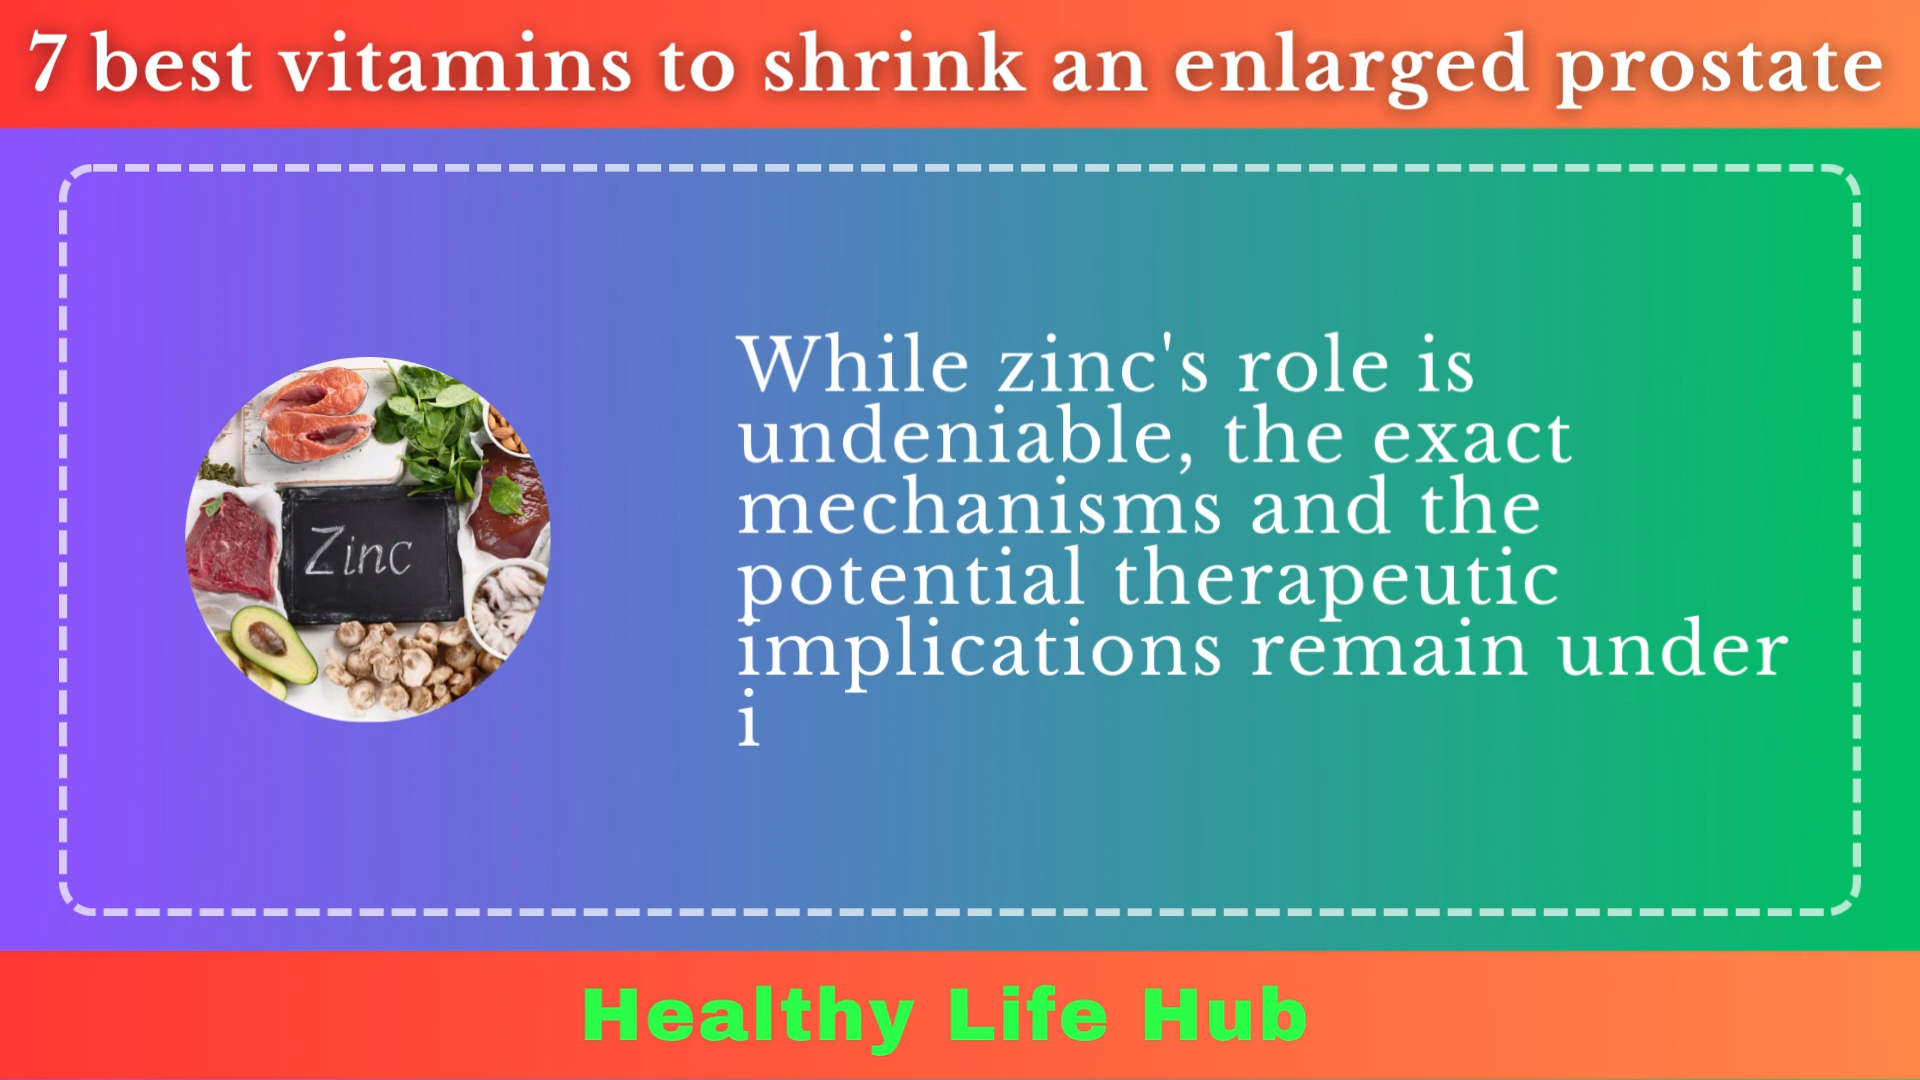 7 best vitamins to shrink an enlarged prostate
Zinc
While zinc's role is
undeniable, the exact
mechanisms and the
potential therapeutic
implications remain under
i
Healthy Life Hub